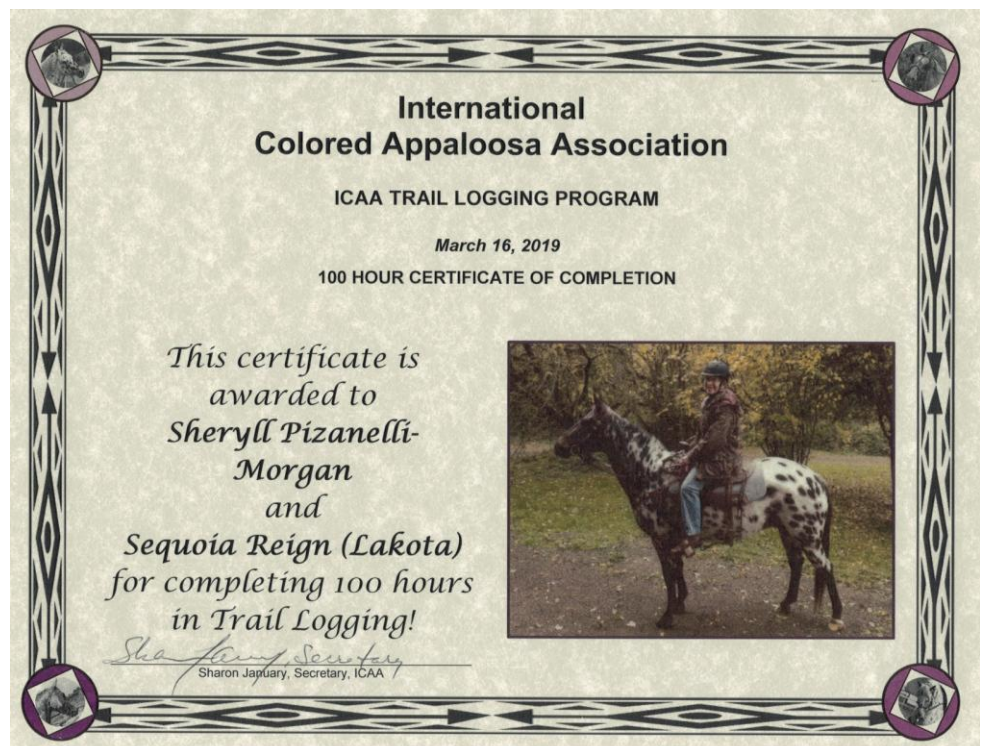 International
Colored Appaloosa Association
ICAA TRAIL LOGGING PROGRAM
March 16, 2019
100 HOUR CERTIFICATE OF COMPLETION
This certificate is
awarded to
Sheryll Pizanelli-
Morgan
and
Sequoia Reign (Lakota)
for completing 100 hours
in Trail Logging!
Secretary
Sharon January, Secretary, ICAA